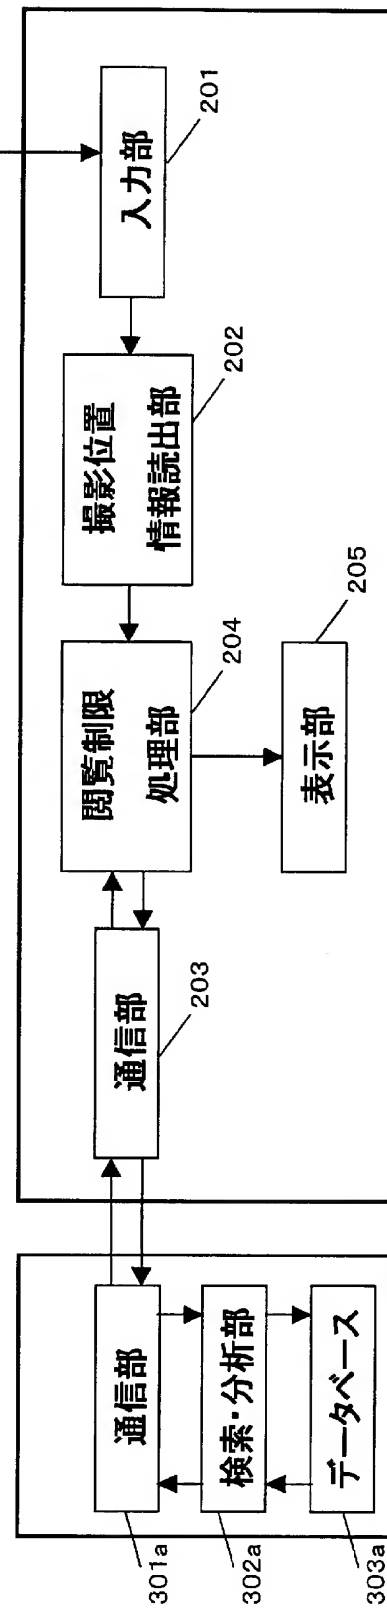 通信部
301a
検索・分析部
302a
データベース
303a
通信部
203
閲覧制限
処理部
204
撮影位置
情報読出部
202
入力部
201
表示部
205